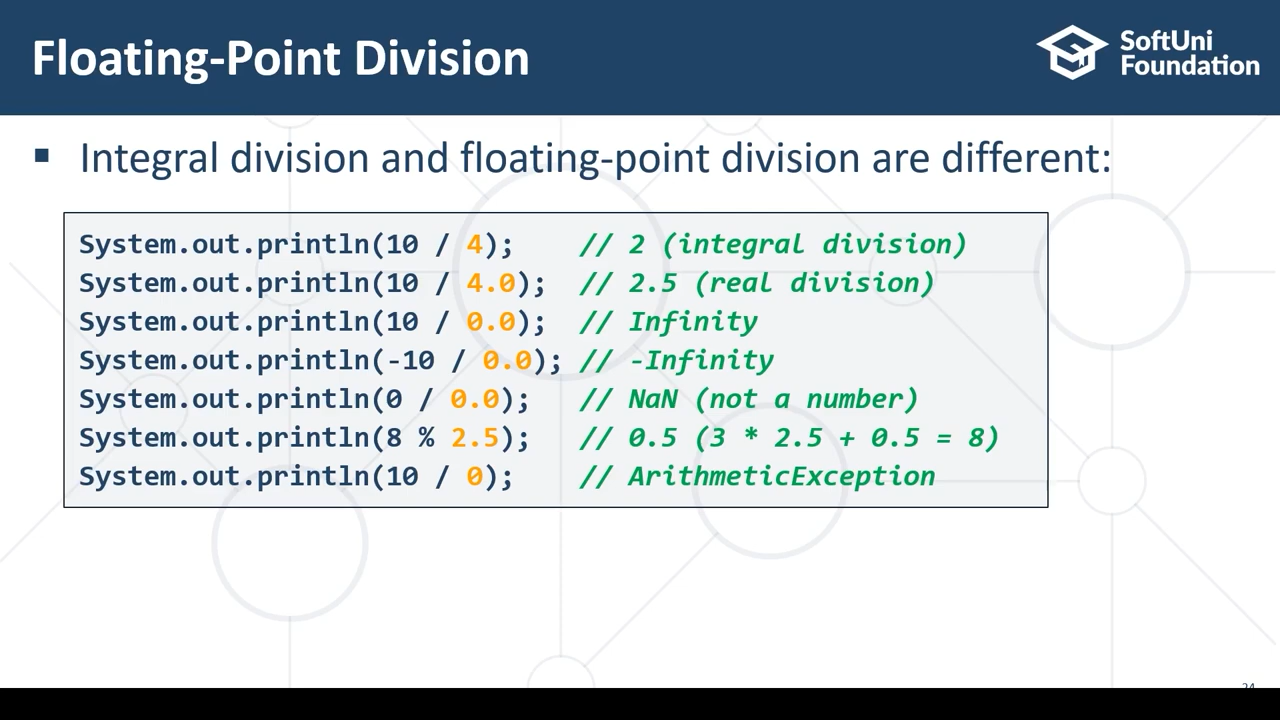 Floating-Point Division
SoftUni
Foundation
▪ Integral division and floating-point division are different:
System.out.println(10 / 4);    // 2 (integral division)
System.out.println(10 / 4.0);  // 2.5 (real division)
System.out.println(10 / 0.0);  // Infinity
System.out.println(-10 / 0.0); // -Infinity
System.out.println(0 / 0.0);   // NaN (not a number)
System.out.println(8 % 2.5);   // 0.5 (3 * 2.5 + 0.5 = 8)
System.out.println(10 / 0);    // ArithmeticException